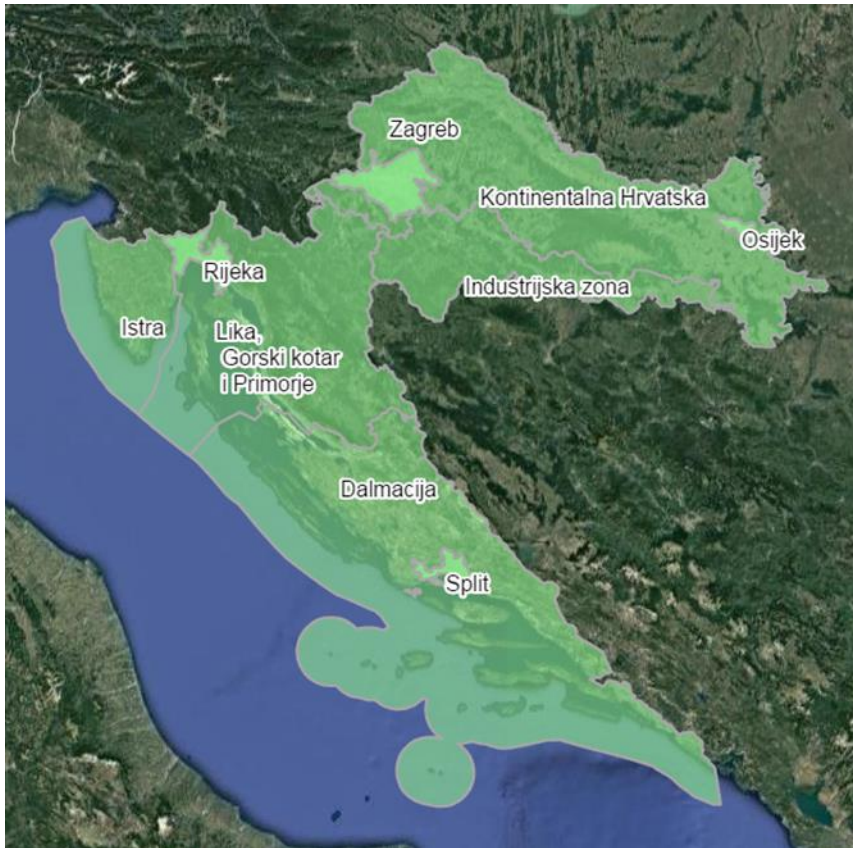 Zagreb
Kontinentalna Hrvatska
Osijek
Rijeka
Industrijska zona
Istra
Lika,
Gorski kotar
i Primorje
Dalmacija
Split